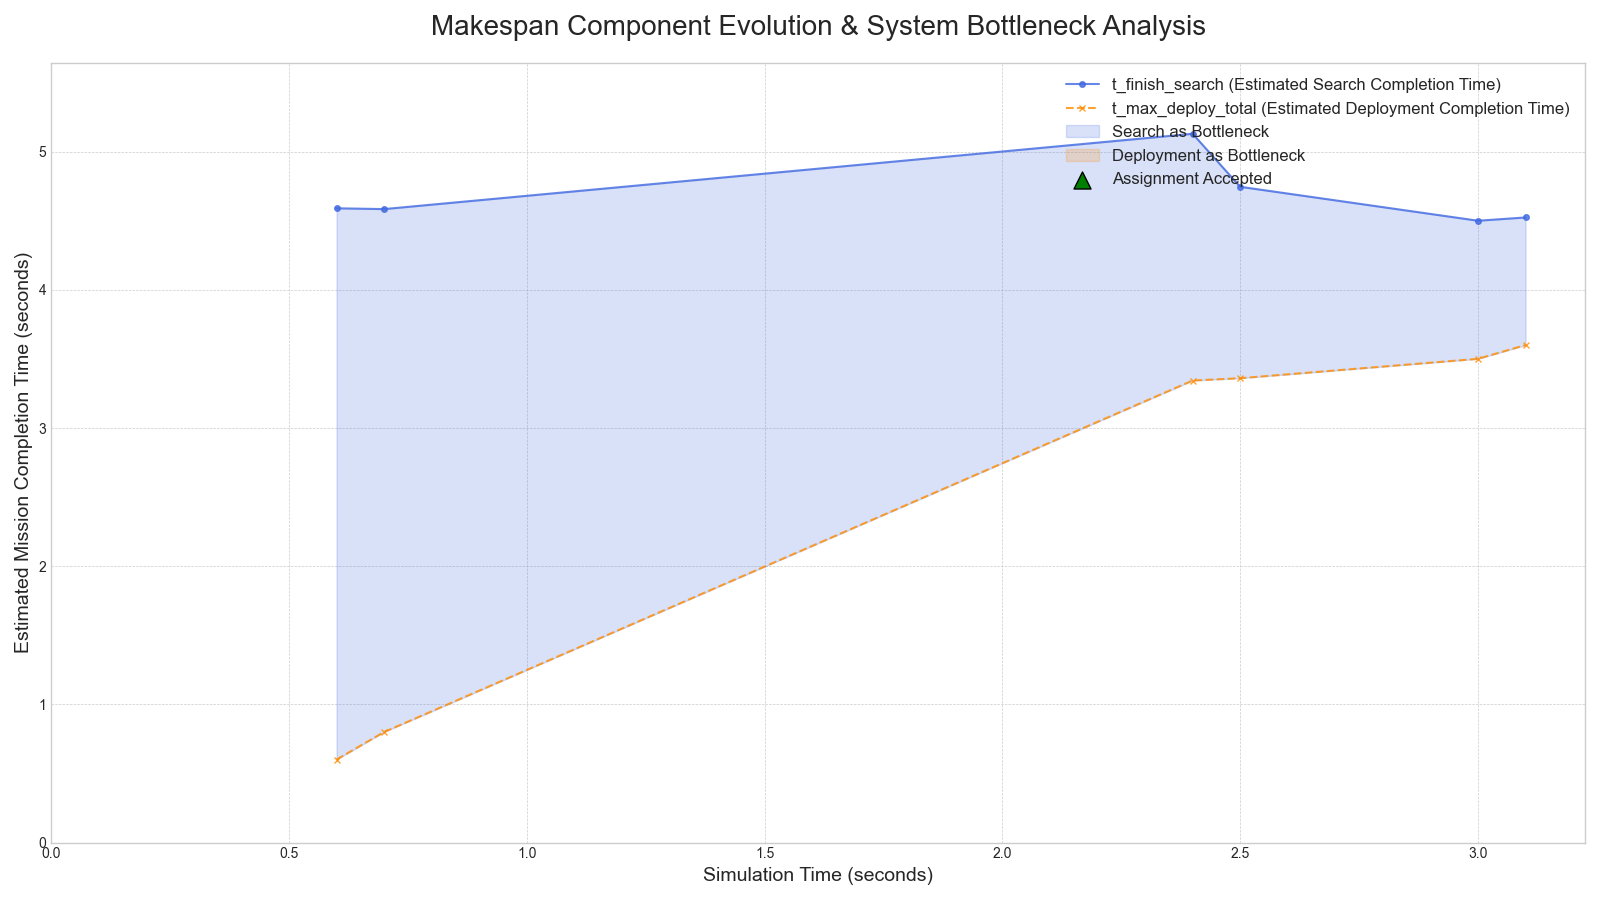 Makespan Component Evolution & System Bottleneck Analysis
t_finish_search (Estimated Search Completion Time)
t_max_deploy_total (Estimated Deployment Completion Time)
Search as Bottleneck
Deployment as Bottleneck
Assignment Accepted
Estimated Mission Completion Time (seconds)
5
4
3
2
1
0
0.0 0.5 1.0 1.5 2.0 2.5 3.0
Simulation Time (seconds)